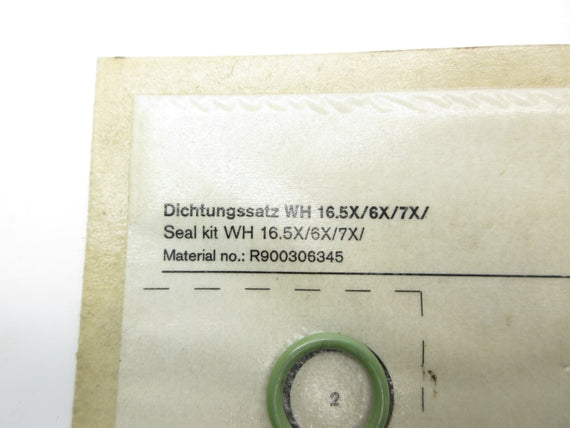 Dichtungssatz WH 16.5X/6X/7X/
Seal kit WH 16.5X/6X/7X/
Material no.: R900306345
2